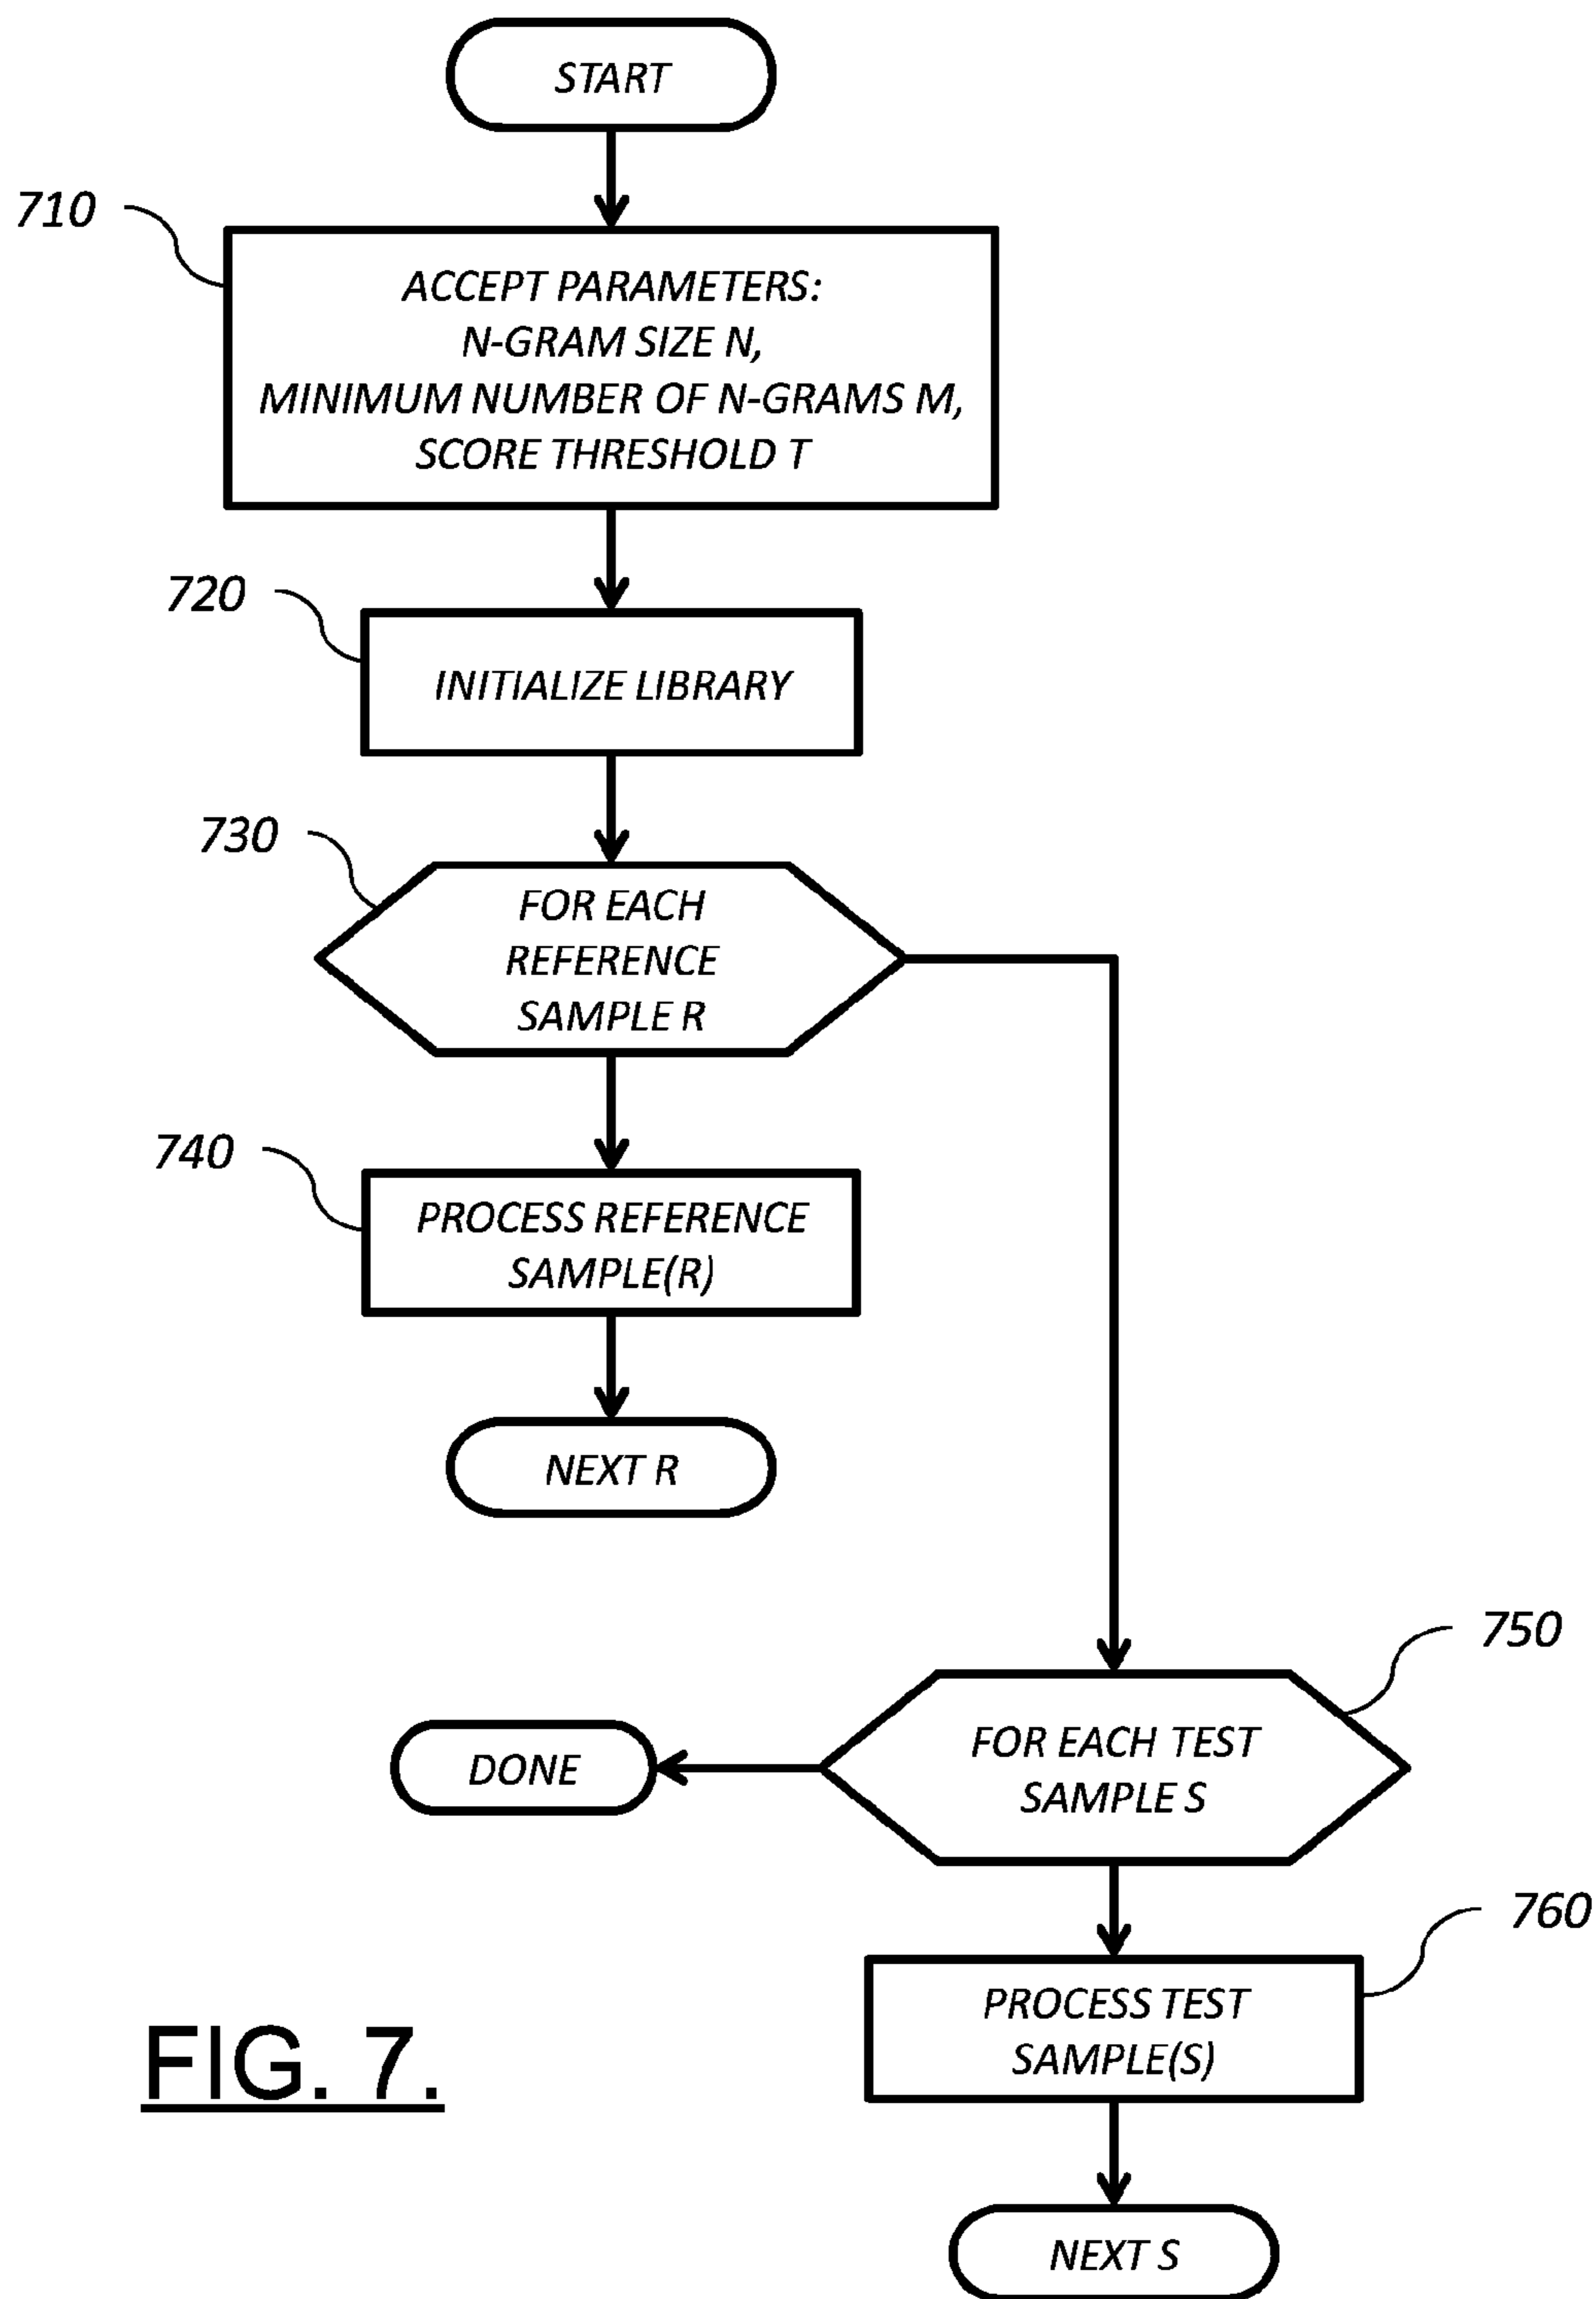 START
710
ACCEPT PARAMETERS:
N-GRAM SIZE N,
MINIMUM NUMBER OF N-GRAMS M,
SCORE THRESHOLD T
720
INITIALIZE LIBRARY
730
FOR EACH
REFERENCE
SAMPLE R
740
PROCESS REFERENCE
SAMPLE(R)
NEXT R
750
FOR EACH TEST
SAMPLE S
DONE
760
PROCESS TEST
SAMPLE(S)
NEXT S
FIG. 7.